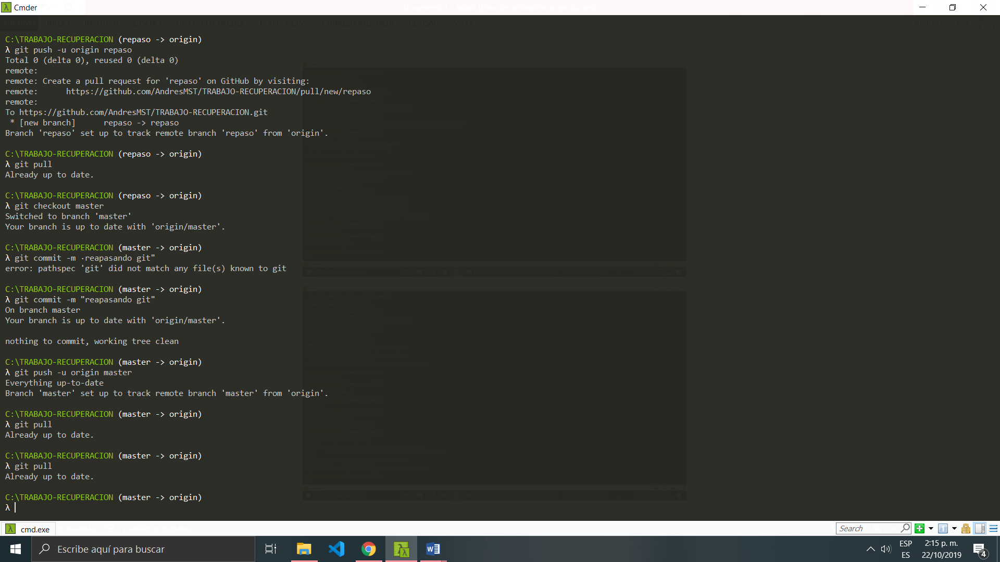 Cmder
C:\TRABAJO-RECUPERACION (repaso -> origin)
λ git push -u origin repaso
Total 0 (delta 0), reused 0 (delta 0)
remote:
remote: Create a pull request for 'repaso' on GitHub by visiting:
remote:      https://github.com/AndresMST/TRABAJO-RECUPERACION/pull/new/repaso
remote:
To https://github.com/AndresMST/TRABAJO-RECUPERACION.git
 * [new branch]      repaso -> repaso
Branch 'repaso' set up to track remote branch 'repaso' from 'origin'.
C:\TRABAJO-RECUPERACION (repaso -> origin)
λ git pull
Already up to date.
C:\TRABAJO-RECUPERACION (repaso -> origin)
λ git checkout master
Switched to branch 'master'
Your branch is up to date with 'origin/master'.
C:\TRABAJO-RECUPERACION (master -> origin)
λ git commit -m ·reapasando git"
error: pathspec 'git' did not match any file(s) known to git
C:\TRABAJO-RECUPERACION (master -> origin)
λ git commit -m "reapasando git"
On branch master
Your branch is up to date with 'origin/master'.
nothing to commit, working tree clean
C:\TRABAJO-RECUPERACION (master -> origin)
λ git push -u origin master
Everything up-to-date
Branch 'master' set up to track remote branch 'master' from 'origin'.
C:\TRABAJO-RECUPERACION (master -> origin)
λ git pull
Already up to date.
C:\TRABAJO-RECUPERACION (master -> origin)
λ git pull
Already up to date.
C:\TRABAJO-RECUPERACION (master -> origin)
λ
cmd.exe
Search
Escribe aquí para buscar
ESP
ES
2:15 p. m.
22/10/2019
4